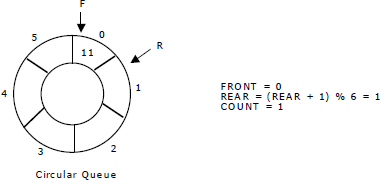 F
5
0
R
11
4
1
3
2
FRONT = 0
REAR = (REAR + 1) % 6 = 1
COUNT = 1
Circular Queue